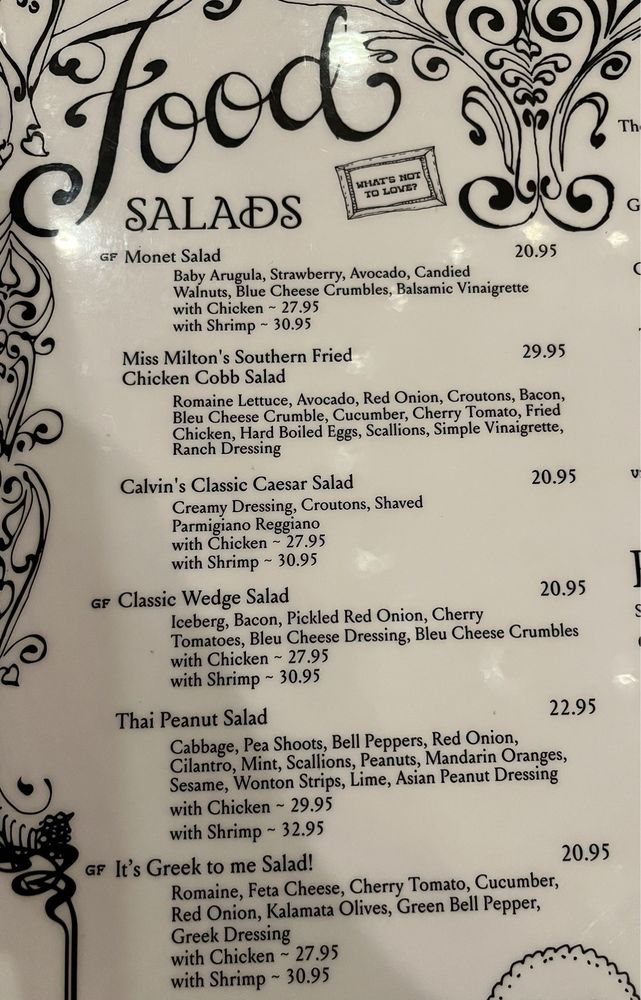 Food
WHAT'S NOT
TO LOVE?
SALADS
GF Monet Salad 20.95
Baby Arugula, Strawberry, Avocado, Candied
Walnuts, Blue Cheese Crumbles, Balsamic Vinaigrette
with Chicken ~ 27.95
with Shrimp ~ 30.95
Miss Milton's Southern Fried 29.95
Chicken Cobb Salad
Romaine Lettuce, Avocado, Red Onion, Croutons, Bacon,
Bleu Cheese Crumble, Cucumber, Cherry Tomato, Fried
Chicken, Hard Boiled Eggs, Scallions, Simple Vinaigrette,
Ranch Dressing
Calvin's Classic Caesar Salad 20.95
Creamy Dressing, Croutons, Shaved
Parmigiano Reggiano
with Chicken ~ 27.95
with Shrimp ~ 30.95
GF Classic Wedge Salad 20.95
Iceberg, Bacon, Pickled Red Onion, Cherry
Tomatoes, Bleu Cheese Dressing, Bleu Cheese Crumbles
with Chicken ~ 27.95
with Shrimp ~ 30.95
Thai Peanut Salad 22.95
Cabbage, Pea Shoots, Bell Peppers, Red Onion,
Cilantro, Mint, Scallions, Peanuts, Mandarin Oranges,
Sesame, Wonton Strips, Lime, Asian Peanut Dressing
with Chicken ~ 29.95
with Shrimp ~ 32.95
GF It's Greek to me Salad! 20.95
Romaine, Feta Cheese, Cherry Tomato, Cucumber,
Red Onion, Kalamata Olives, Green Bell Pepper,
Greek Dressing
with Chicken ~ 27.95
with Shrimp ~ 30.95